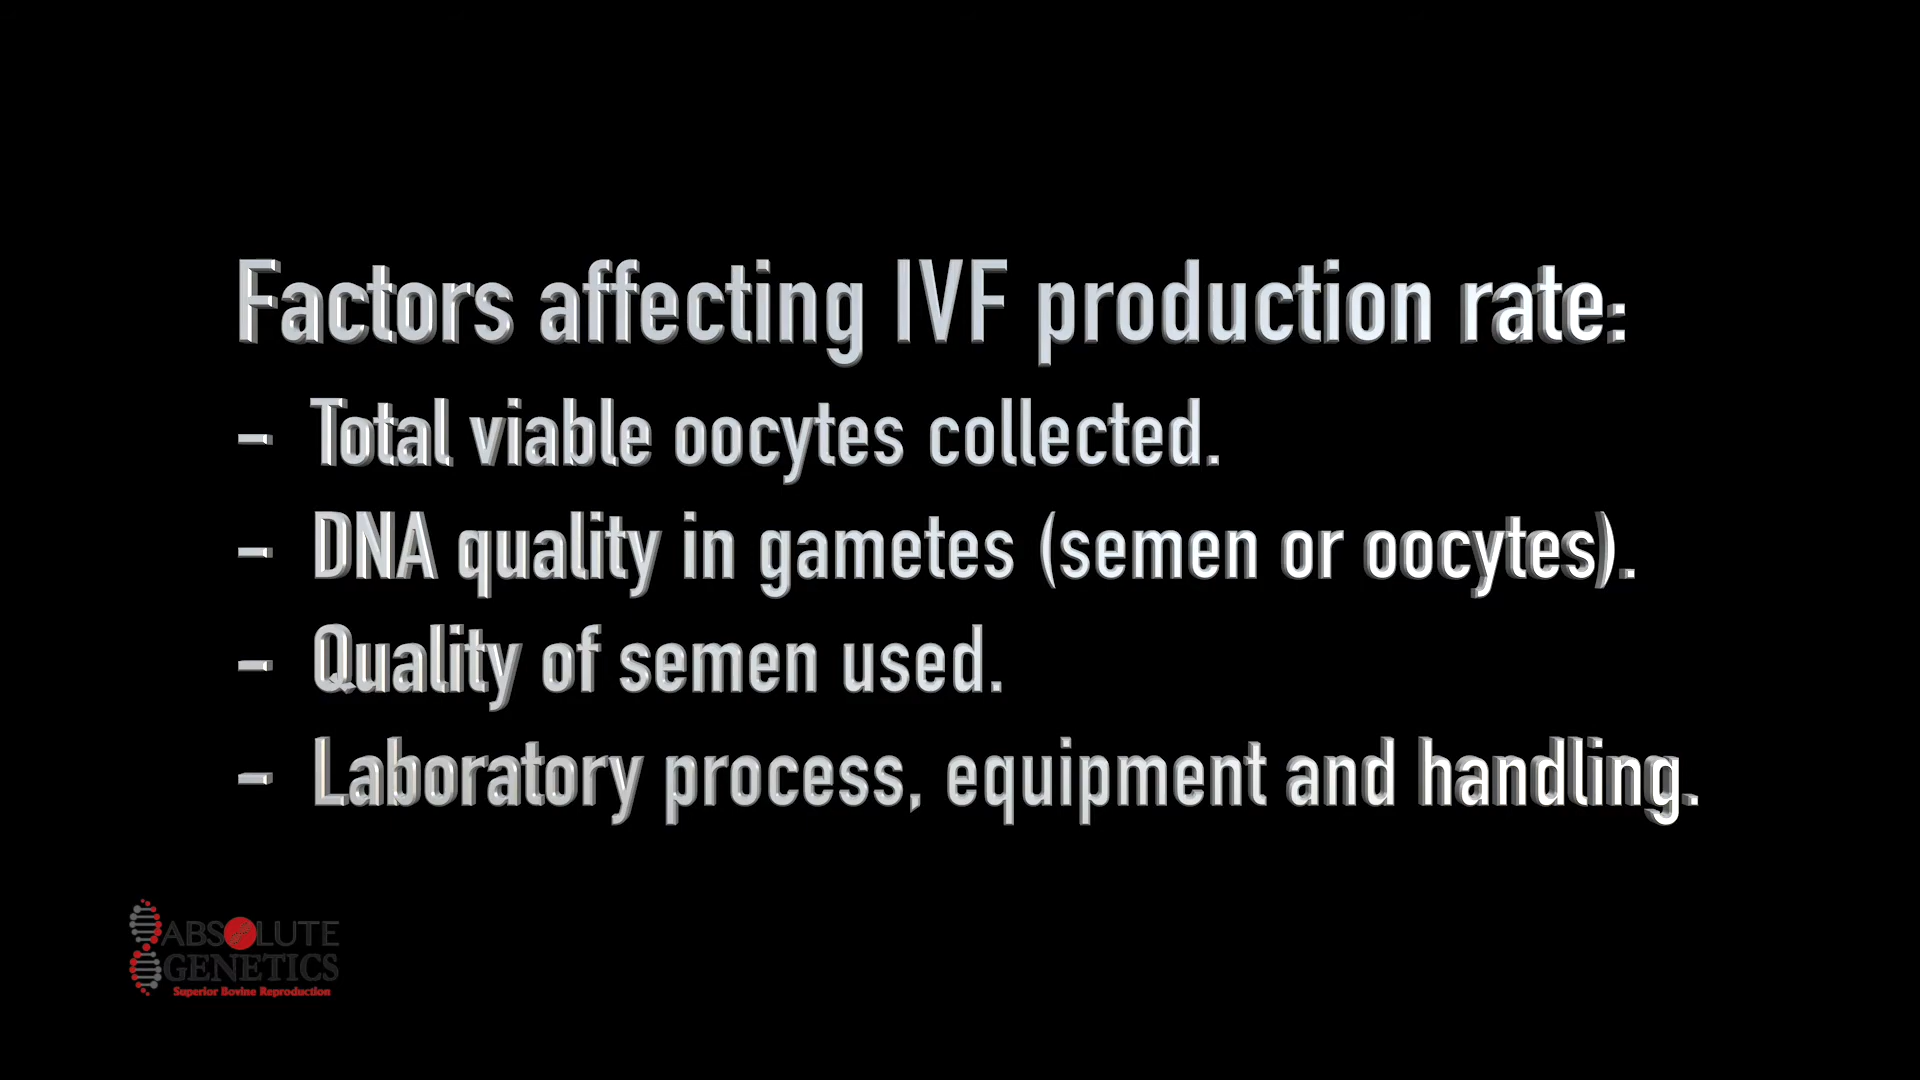 Factors affecting IVF production rate:
- Total viable oocytes collected.
- DNA quality in gametes (semen or oocytes).
- Quality of semen used.
- Laboratory process, equipment and handling.
ABSOLUTE
GENETICS
Superior Bovine Reproduction